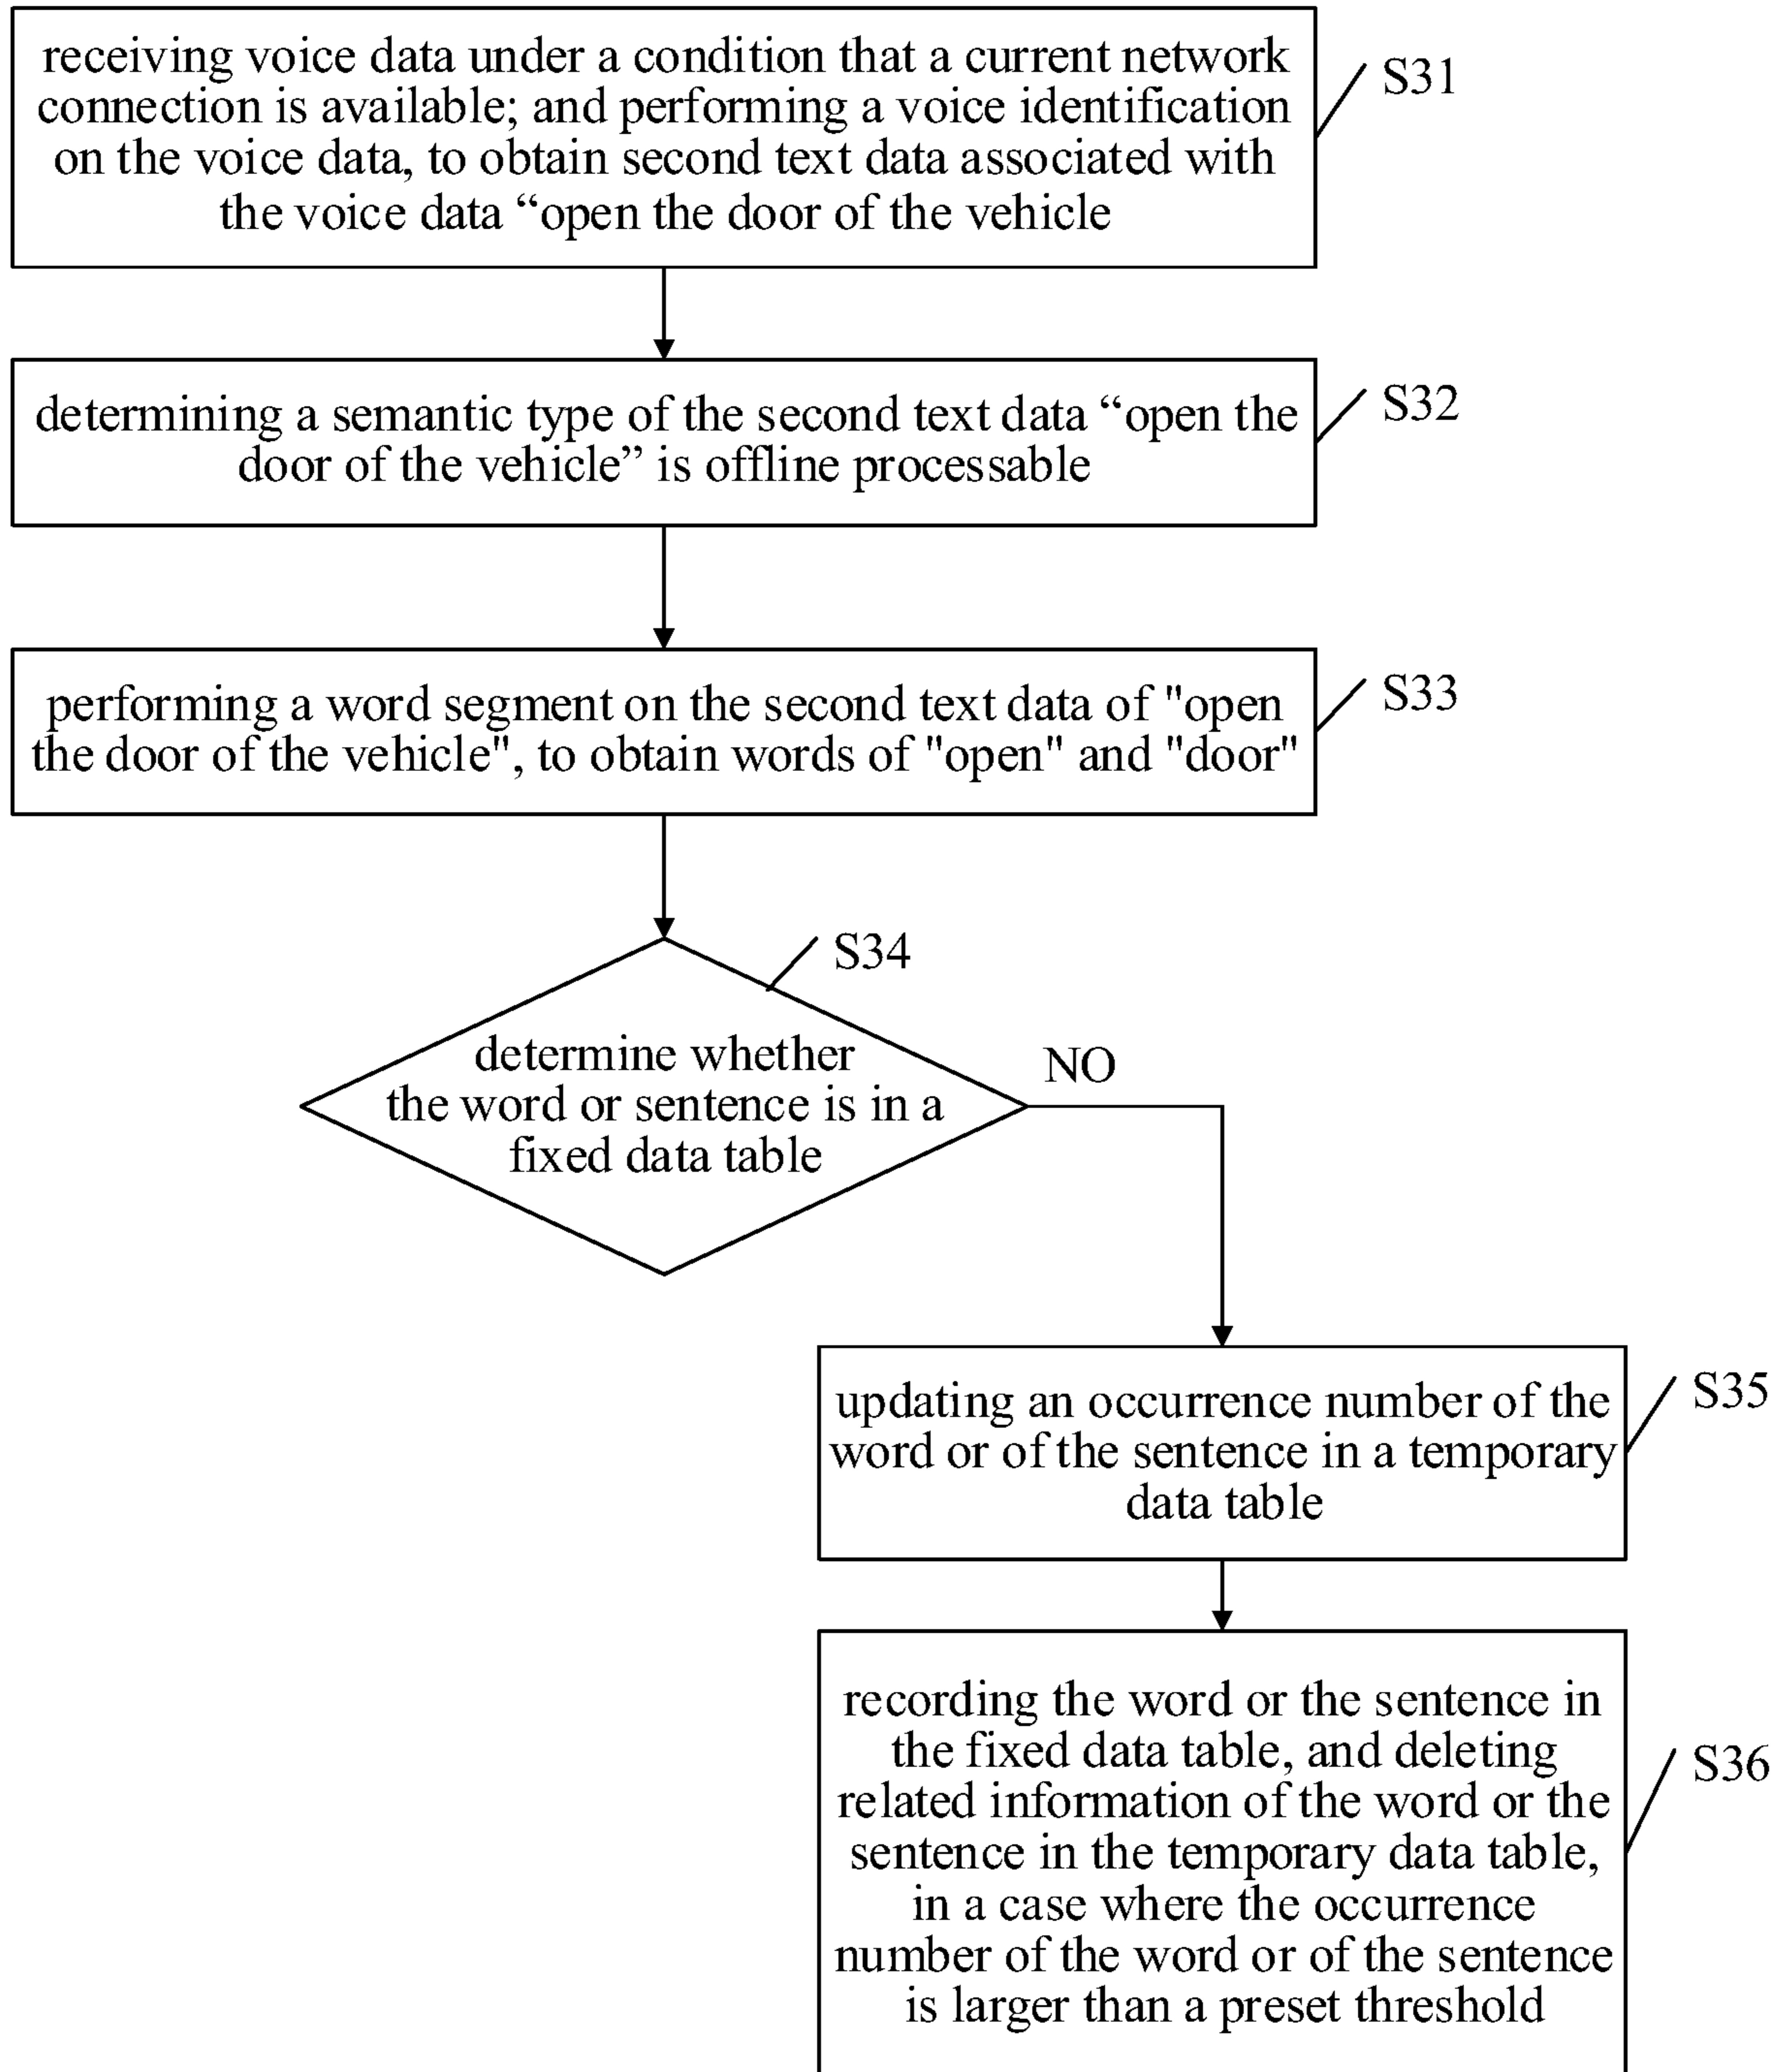 receiving voice data under a condition that a current network
connection is available; and performing a voice identification
on the voice data, to obtain second text data associated with
the voice data “open the door of the vehicle
S31
determining a semantic type of the second text data “open the
door of the vehicle” is offline processable
S32
performing a word segment on the second text data of "open
the door of the vehicle", to obtain words of "open" and "door"
S33
S34
determine whether
the word or sentence is in a
fixed data table
NO
updating an occurrence number of the
word or of the sentence in a temporary
data table
S35
recording the word or the sentence in
the fixed data table, and deleting
related information of the word or the
sentence in the temporary data table,
in a case where the occurrence
number of the word or of the sentence
is larger than a preset threshold
S36